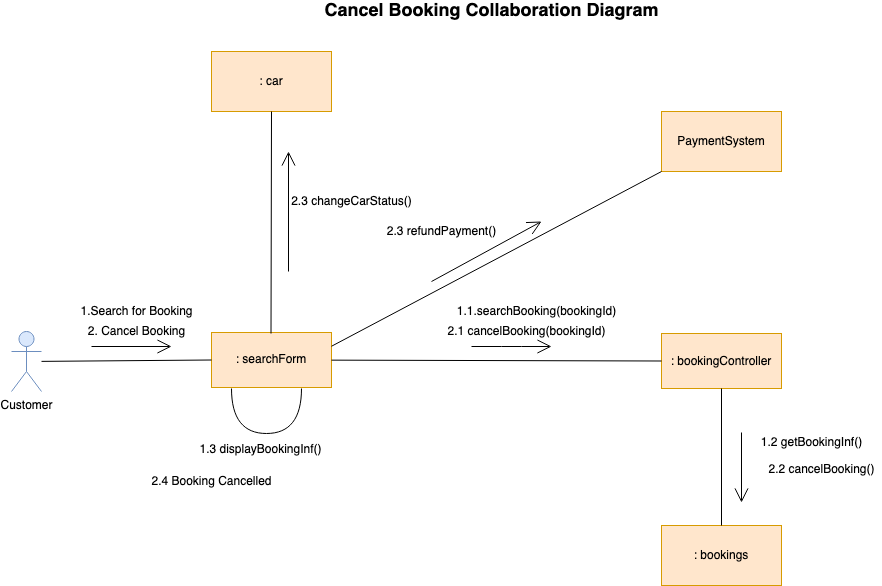 Cancel Booking Collaboration Diagram
: car
PaymentSystem
2.3 changeCarStatus()
2.3 refundPayment()
1.Search for Booking
2. Cancel Booking
1.1.searchBooking(bookingId)
2.1 cancelBooking(bookingId)
: searchForm
: bookingController
Customer
1.3 displayBookingInf()
2.4 Booking Cancelled
1.2 getBookingInf()
2.2 cancelBooking()
: bookings